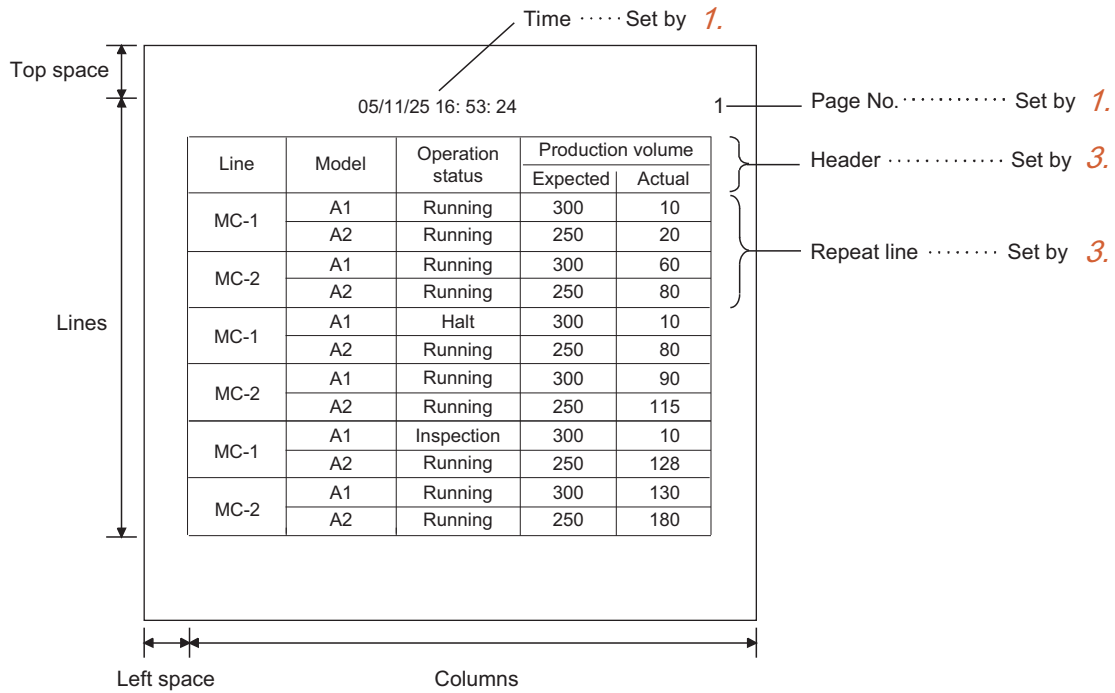 Time ····· Set by 1.
Top space
05/11/25 16: 53: 24 1
Page No. ············ Set by 1.
Line Model Operation status Production volume
Expected Actual
Header ············· Set by 3.
MC-1 A1 Running 300 10
A2 Running 250 20
Repeat line ········ Set by 3.
MC-2 A1 Running 300 60
A2 Running 250 80
Lines
MC-1 A1 Halt 300 10
A2 Running 250 80
MC-2 A1 Running 300 90
A2 Running 250 115
MC-1 A1 Inspection 300 10
A2 Running 250 128
MC-2 A1 Running 300 130
A2 Running 250 180
Left space Columns